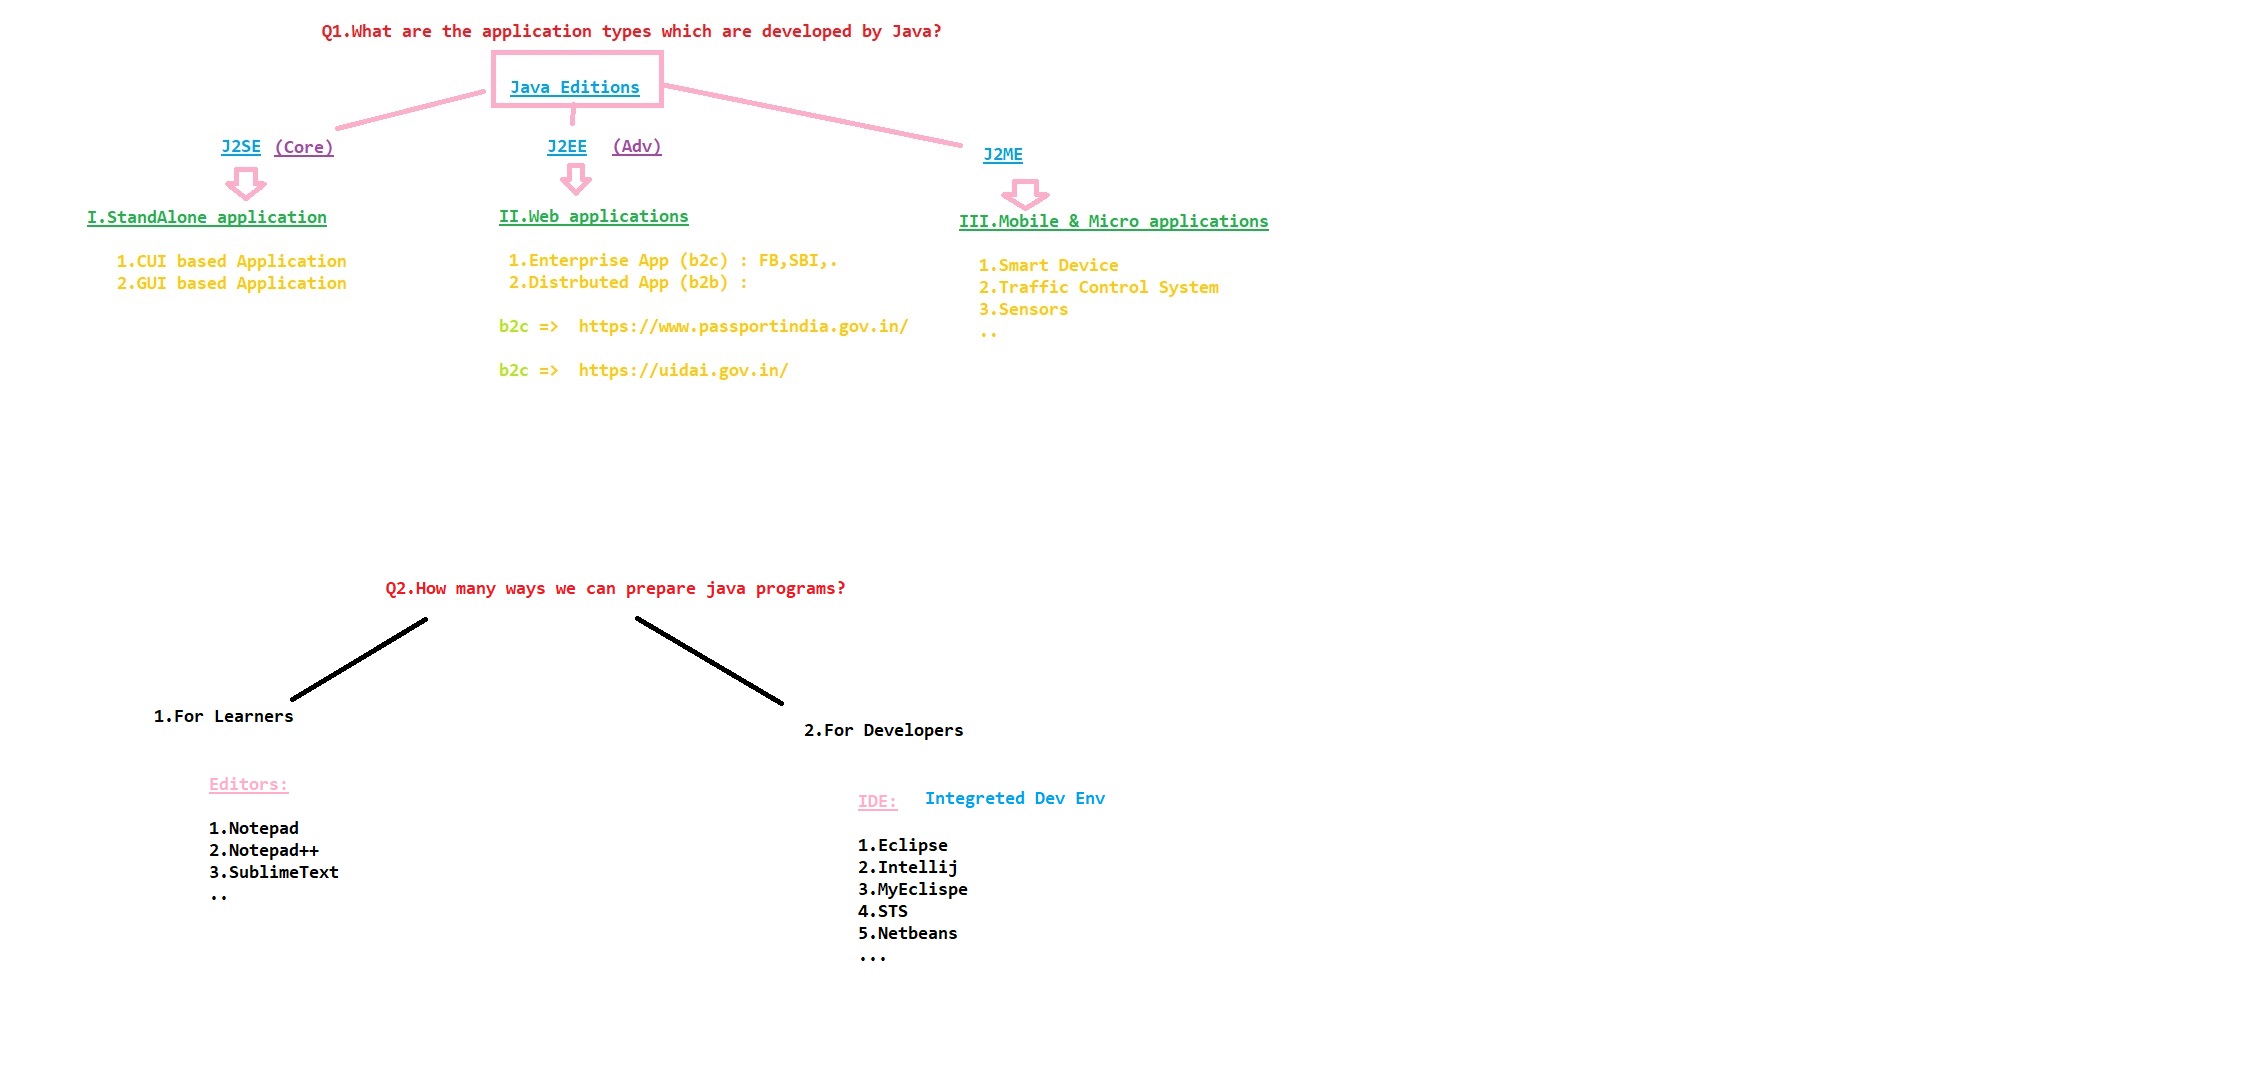 Q1.What are the application types which are developed by Java?
Java Editions
J2SE (Core)
J2EE (Adv)
J2ME
I.StandAlone application
1.CUI based Application
2.GUI based Application
II.Web applications
1.Enterprise App (b2c) : FB,SBI,.
2.Distrbuted App (b2b) :
b2c => https://www.passportindia.gov.in/
b2c => https://uidai.gov.in/
III.Mobile & Micro applications
1.Smart Device
2.Traffic Control System
3.Sensors
..
Q2.How many ways we can prepare java programs?
1.For Learners
Editors:
1.Notepad
2.Notepad++
3.SublimeText
..
2.For Developers
IDE: Integreted Dev Env
1.Eclipse
2.Intellij
3.MyEclispe
4.STS
5.Netbeans
...